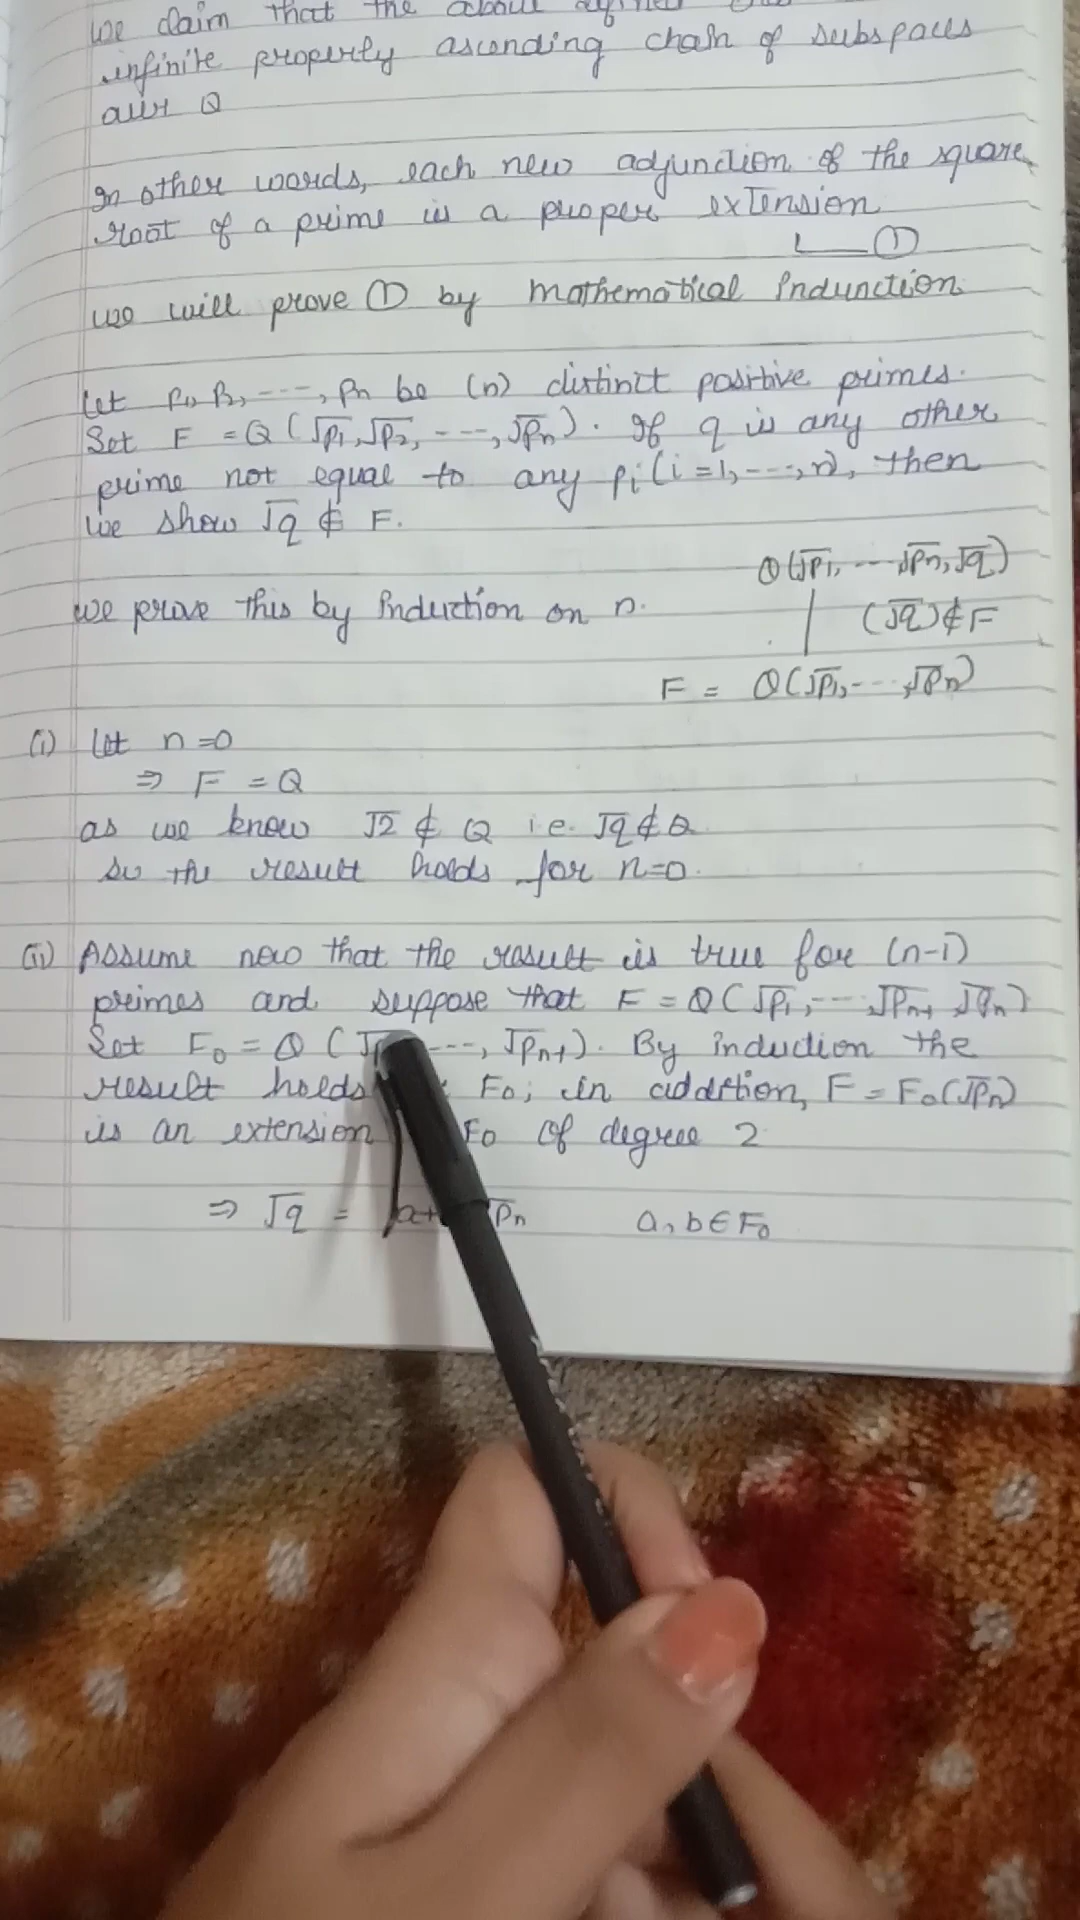 we claim that the about defined
infinite properly ascending chain of subspaces
aur Q
In other words, each new adjunction of the square
root of a prime is a proper extension
①
we will prove ① by Mathematical Indunction.
Let p1, p2, ---, pn be (n) distinct positive primes.
Set F = Q (√p1, √p2, ---, √pn). If q is any other
prime not equal to any pi (i=1, ---, n), then
we show √q ∉ F.
Q(√p1, --- √pn, √q)
we prove this by Induction on n.
(√q) ∉ F
F = Q(√p1, --- √pn)
(i) Let n=0
⇒ F = Q
as we know √2 ∉ Q i.e. √q ∉ Q
so the result holds for n=0.
(ii) Assume now that the result is true for (n-1)
primes and suppose that F = Q(√p1, --- √pn-1 √qn)
Set F0 = Q ( ---, √pn-1). By induction the
result holds F0; in addition, F = F0(√pn)
is an extension F0 of degree 2
⇒ √q = a+ √pn a, b ∈ F0